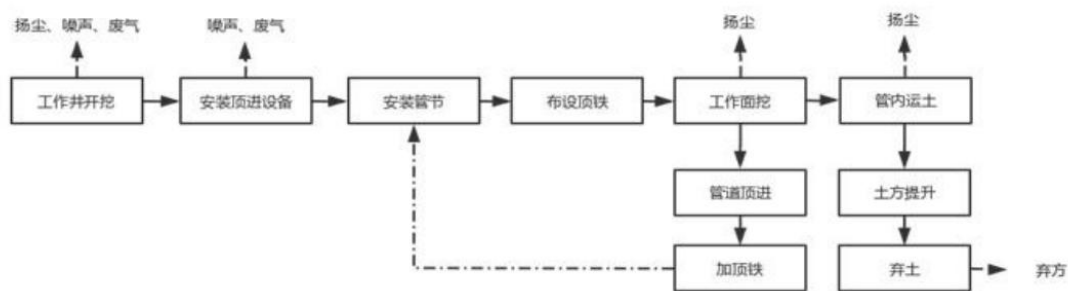 扬尘、噪声、废气
噪声、废气
扬尘
扬尘
工作井开挖
安装顶进设备
安装管节
布设顶铁
工作面挖
管内运土
管道顶进
土方提升
加顶铁
弃土
弃方